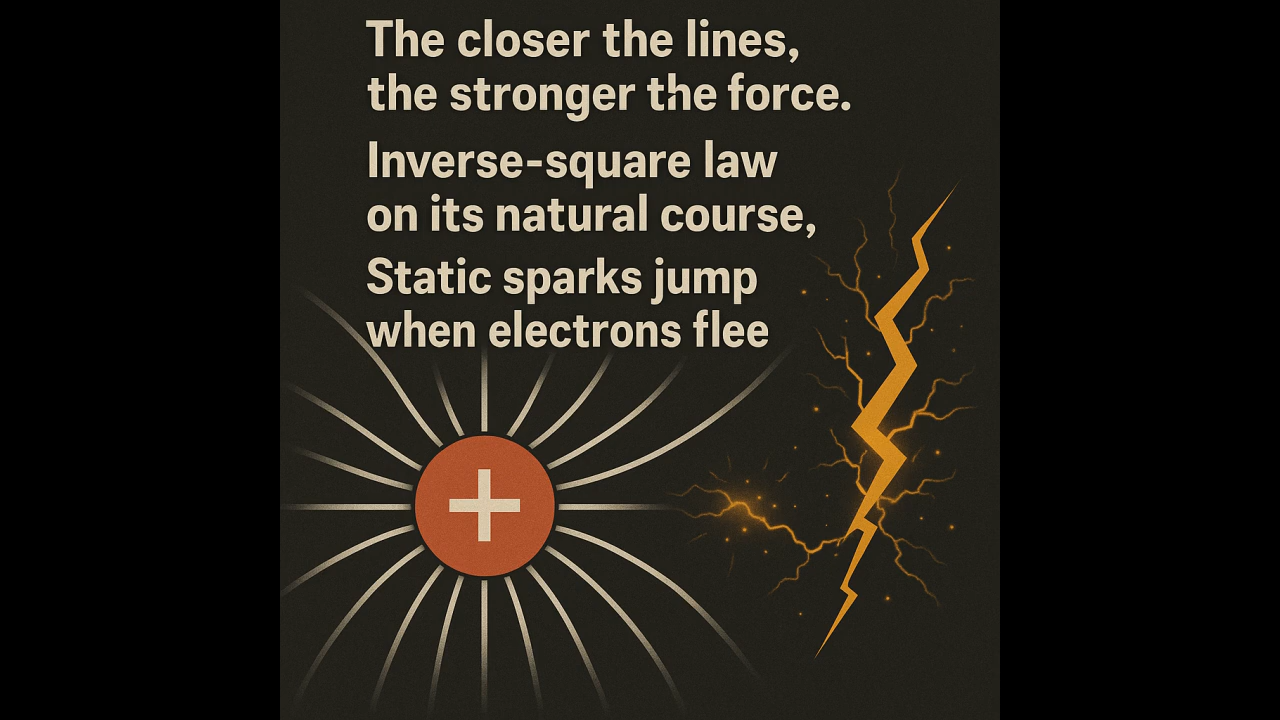 The closer the lines,
the stronger the force.
Inverse-square law
on its natural course,
Static sparks jump
when electrons flee
+